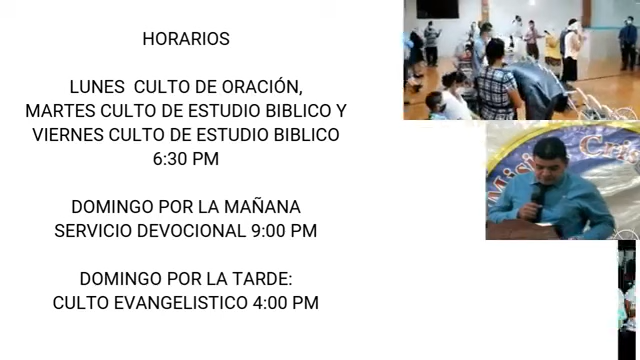 HORARIOS
LUNES CULTO DE ORACIÓN,
MARTES CULTO DE ESTUDIO BIBLICO Y
VIERNES CULTO DE ESTUDIO BIBLICO
6:30 PM
DOMINGO POR LA MAÑANA
SERVICIO DEVOCIONAL 9:00 PM
DOMINGO POR LA TARDE:
CULTO EVANGELISTICO 4:00 PM